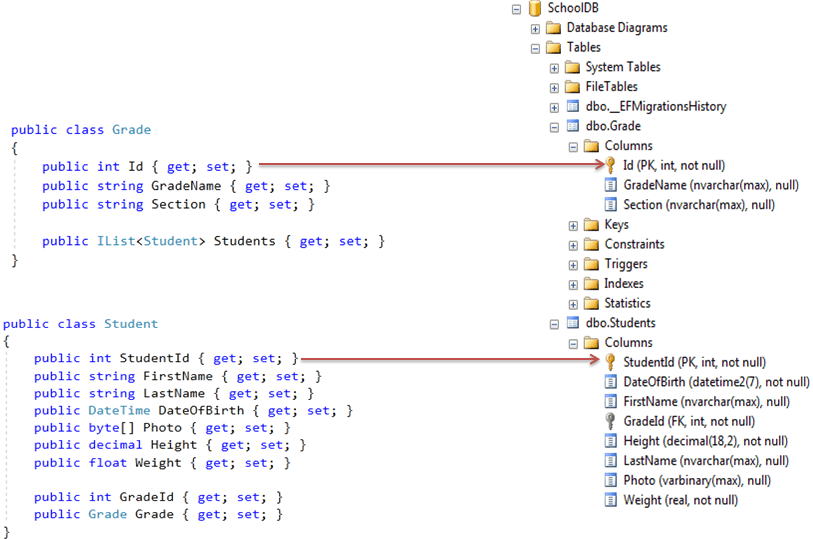 public class Grade
{
public int Id { get; set; }
public string GradeName { get; set; }
public string Section { get; set; }
public IList<Student> Students { get; set; }
}
public class Student
{
public int StudentId { get; set; }
public string FirstName { get; set; }
public string LastName { get; set; }
public DateTime DateOfBirth { get; set; }
public byte[] Photo { get; set; }
public decimal Height { get; set; }
public float Weight { get; set; }
public int GradeId { get; set; }
public Grade Grade { get; set; }
}
SchoolDB
Database Diagrams
Tables
System Tables
FileTables
dbo.__EFMigrationsHistory
dbo.Grade
Columns
Id (PK, int, not null)
GradeName (nvarchar(max), null)
Section (nvarchar(max), null)
Keys
Constraints
Triggers
Indexes
Statistics
dbo.Students
Columns
StudentId (PK, int, not null)
DateOfBirth (datetime2(7), not null)
FirstName (nvarchar(max), null)
GradeId (FK, int, not null)
Height (decimal(18,2), not null)
LastName (nvarchar(max), null)
Photo (varbinary(max), null)
Weight (real, not null)